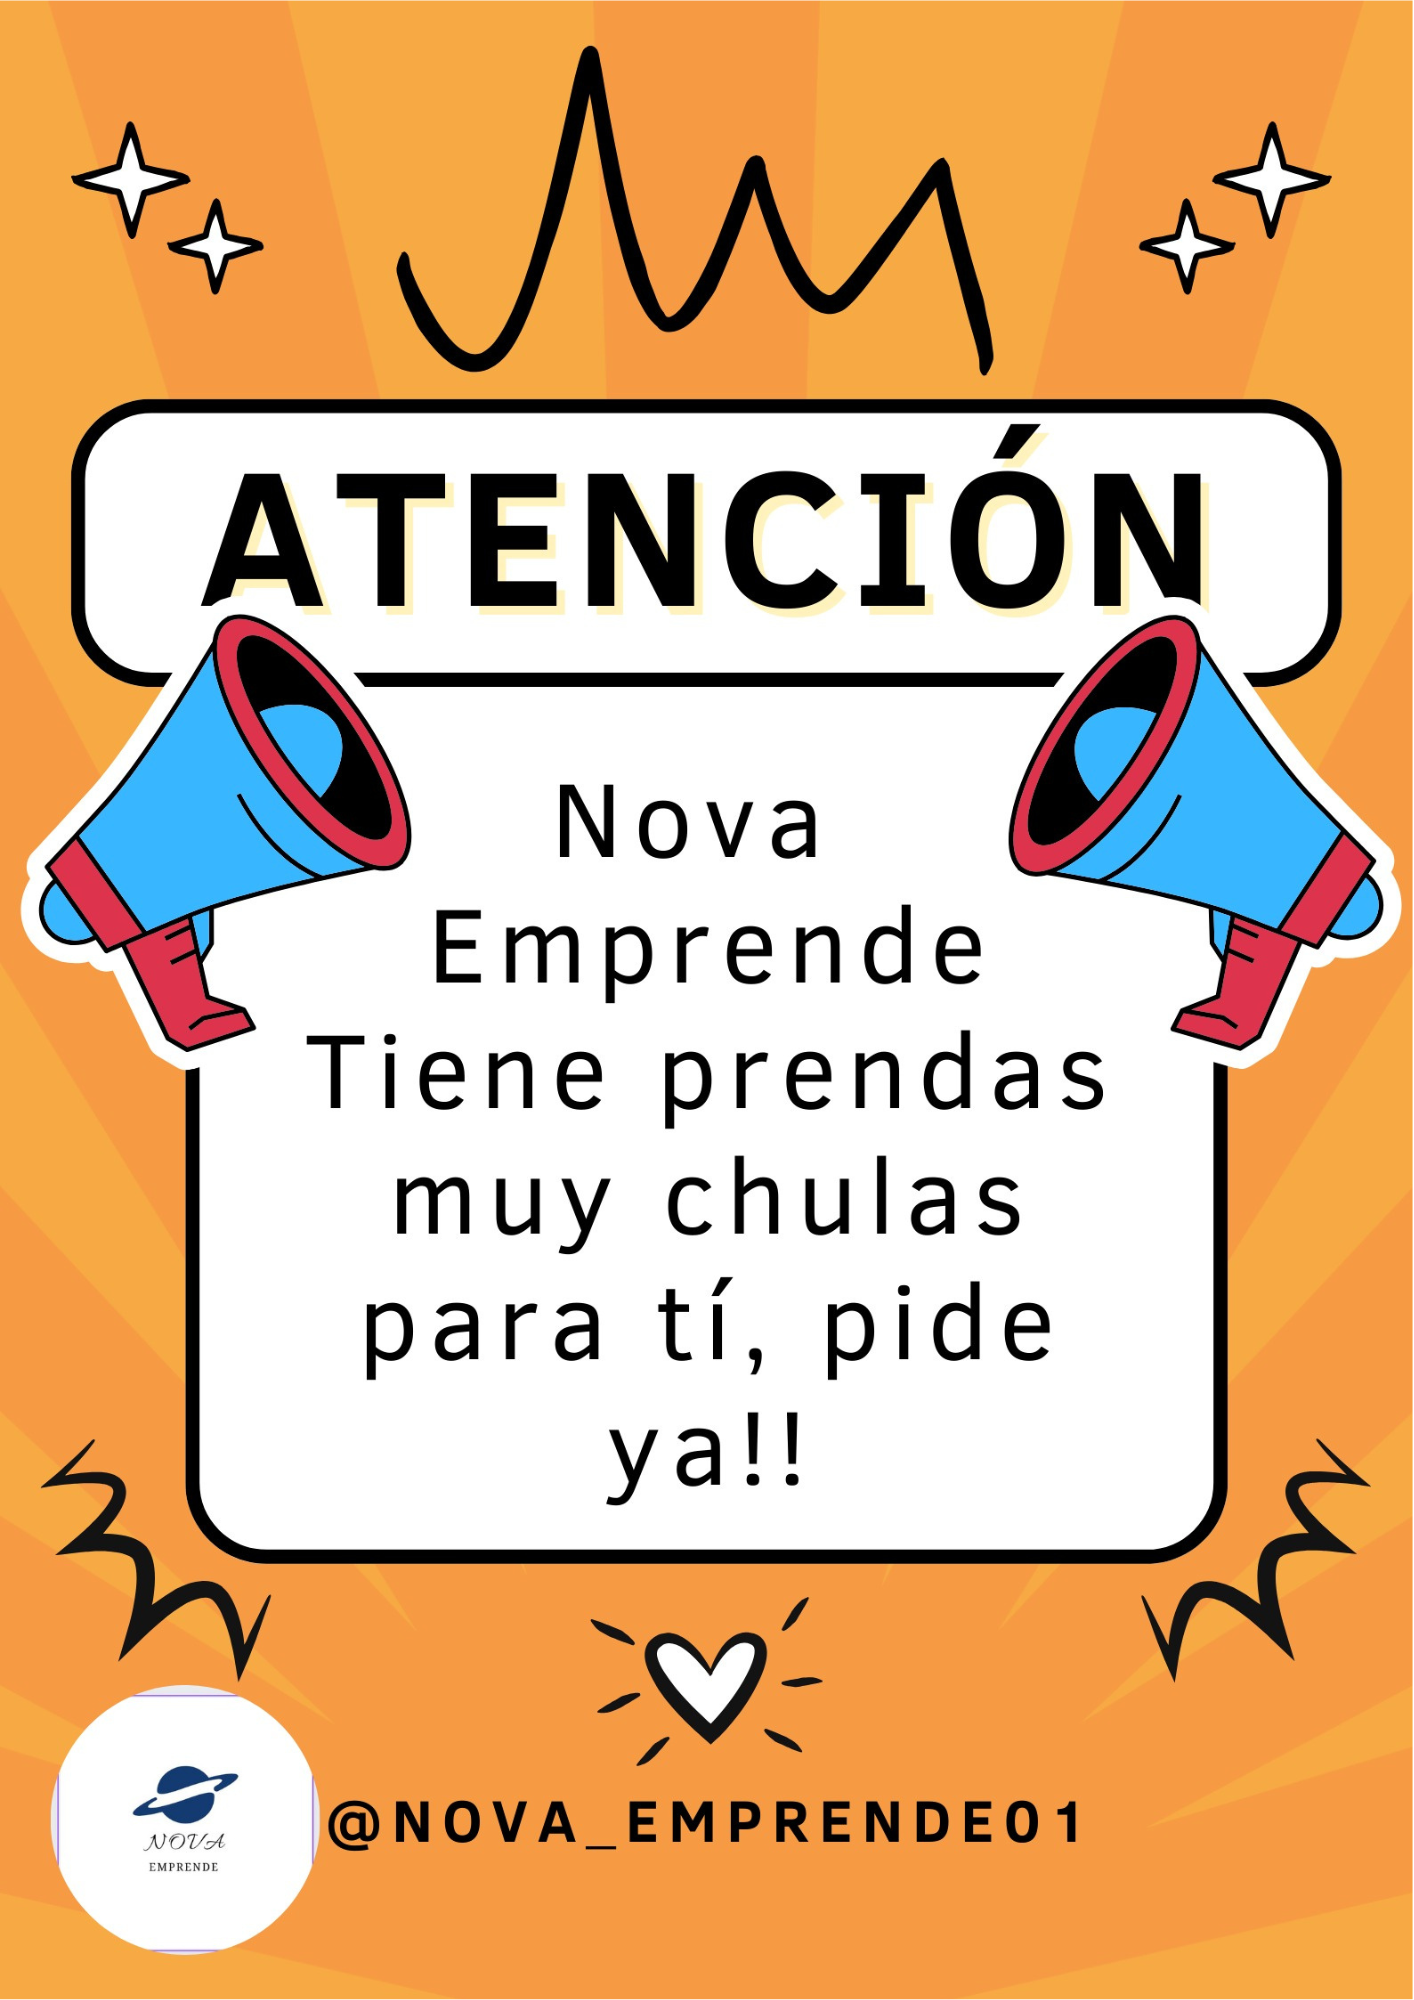 ATENCIÓN
Nova
Emprende
Tiene prendas
muy chulas
para tí, pide
ya!!
NOVA
EMPRENDE
@NOVA_EMPRENDE01